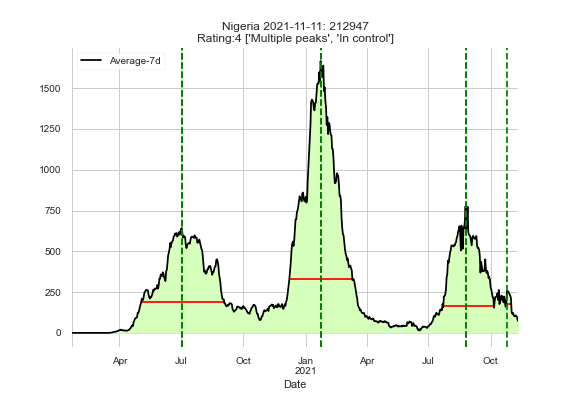 Nigeria 2021-11-11: 212947
Rating:4 ['Multiple peaks', 'In control']
Average-7d
1500
1250
1000
750
500
250
0
Apr
Jul
Oct
Jan
2021
Apr
Jul
Oct
Date